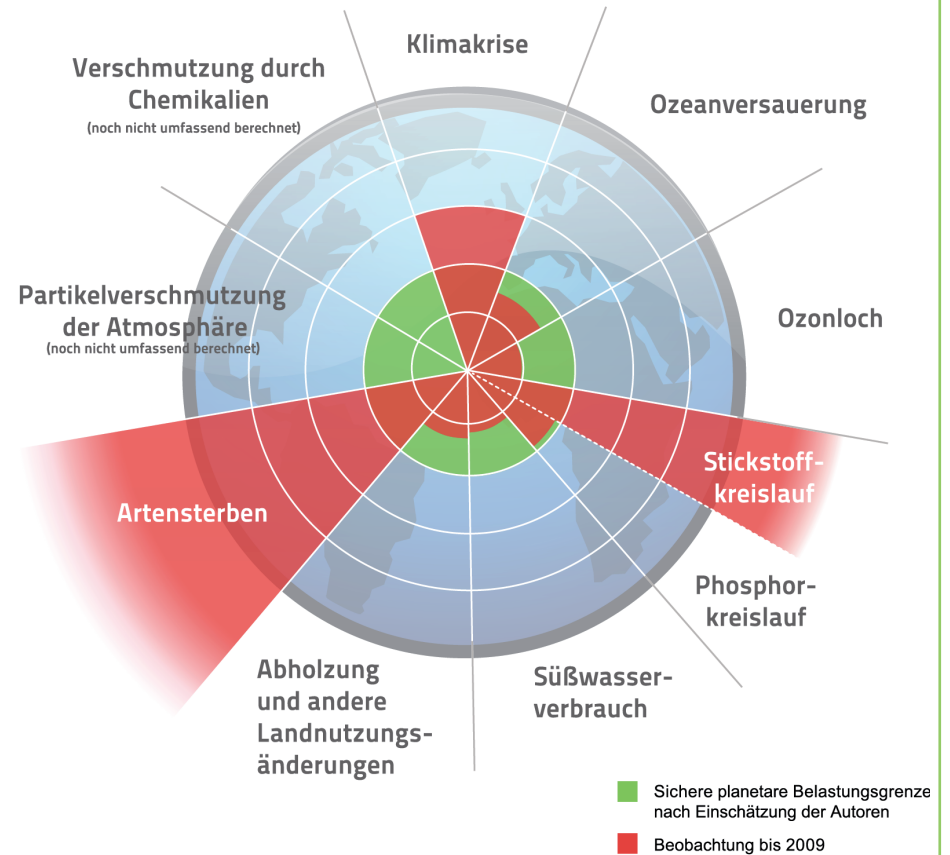 Klimakrise
Verschmutzung durch
Chemikalien
(noch nicht umfassend berechnet)
Ozeanversauerung
Partikelverschmutzung
der Atmosphäre
(noch nicht umfassend berechnet)
Ozonloch
Stickstoff-
kreislauf
Artensterben
Phosphor-
kreislauf
Abholzung
und andere
Landnutzungs-
änderungen
Süßwasser-
verbrauch
Sichere planetare Belastungsgrenze
nach Einschätzung der Autoren
Beobachtung bis 2009